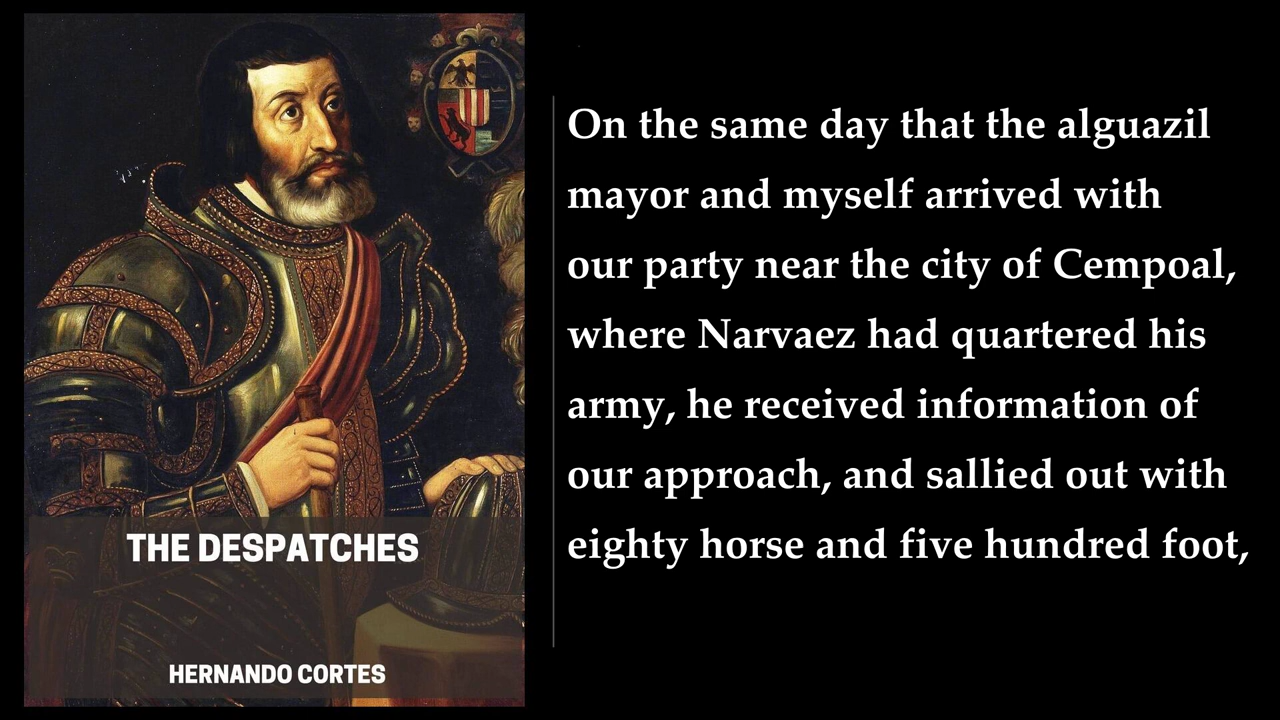 THE DESPATCHES
HERNANDO CORTES
On the same day that the alguazil
mayor and myself arrived with
our party near the city of Cempoal,
where Narvaez had quartered his
army, he received information of
our approach, and sallied out with
eighty horse and five hundred foot,